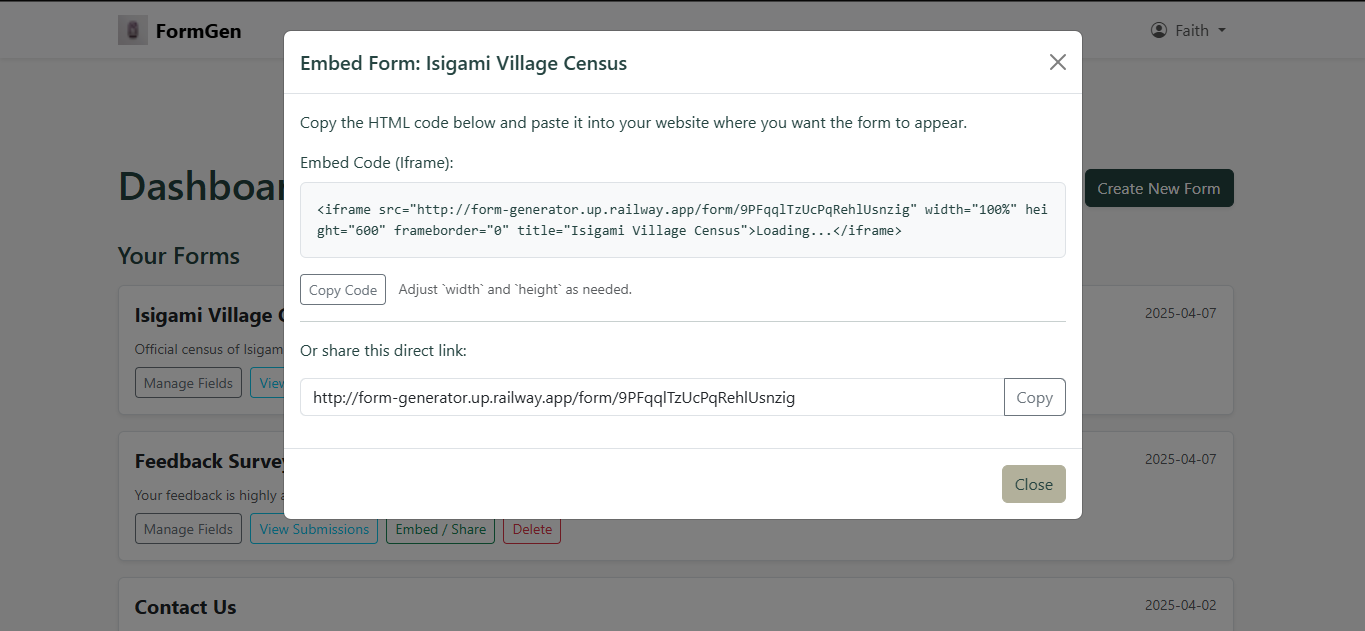 FormGen
Faith
Embed Form: Isigami Village Census
Copy the HTML code below and paste it into your website where you want the form to appear.
Embed Code (Iframe):
<iframe src="http://form-generator.up.railway.app/form/9PFqqlTzUcPqRehlUsnzig" width="100%" hei
ght="600" frameborder="0" title="Isigami Village Census">Loading...</iframe>
Copy Code
Adjust `width` and `height` as needed.
Or share this direct link:
http://form-generator.up.railway.app/form/9PFqqlTzUcPqRehlUsnzig
Copy
Close
Create New Form
Your Forms
Isigami Village
2025-04-07
Official census of Isigam
Manage Fields
View
Feedback Survey
2025-04-07
Your feedback is highly
Manage Fields
View Submissions
Embed / Share
Delete
Contact Us
2025-04-02